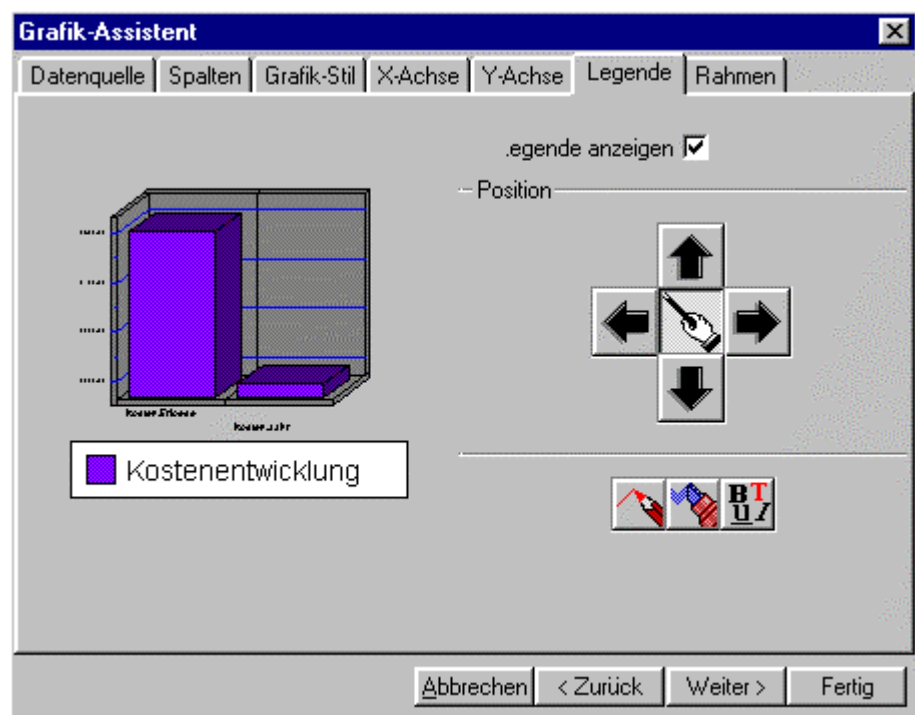 Grafik-Assistent
Datenquelle Spalten Grafik-Stil X-Achse Y-Achse Legende Rahmen
.egende anzeigen
Position
Kostenentwicklung
B T U I
Abbrechen < Zurück Weiter > Fertig